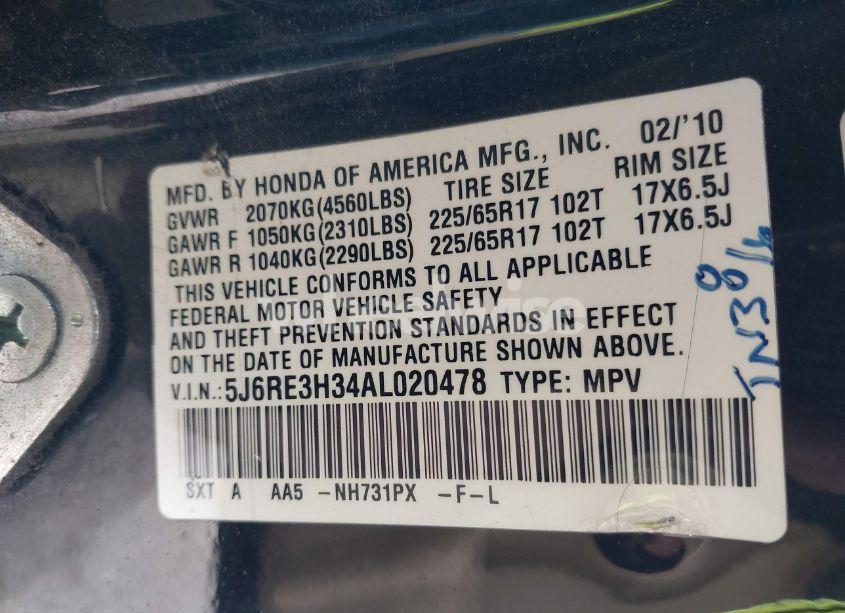 MFD. BY HONDA OF AMERICA MFG., INC. 02/'10
GVWR 2070KG(4560LBS) TIRE SIZE RIM SIZE
GAWR F 1050KG(2310LBS) 225/65R17 102T 17X6.5J
GAWR R 1040KG(2290LBS) 225/65R17 102T 17X6.5J
THIS VEHICLE CONFORMS TO ALL APPLICABLE
FEDERAL MOTOR VEHICLE SAFETY
AND THEFT PREVENTION STANDARDS IN EFFECT
ON THE DATE OF MANUFACTURE SHOWN ABOVE.
V.I.N.: 5J6RE3H34AL020478 TYPE: MPV
SXT A AA5 -NH731PX -F-L